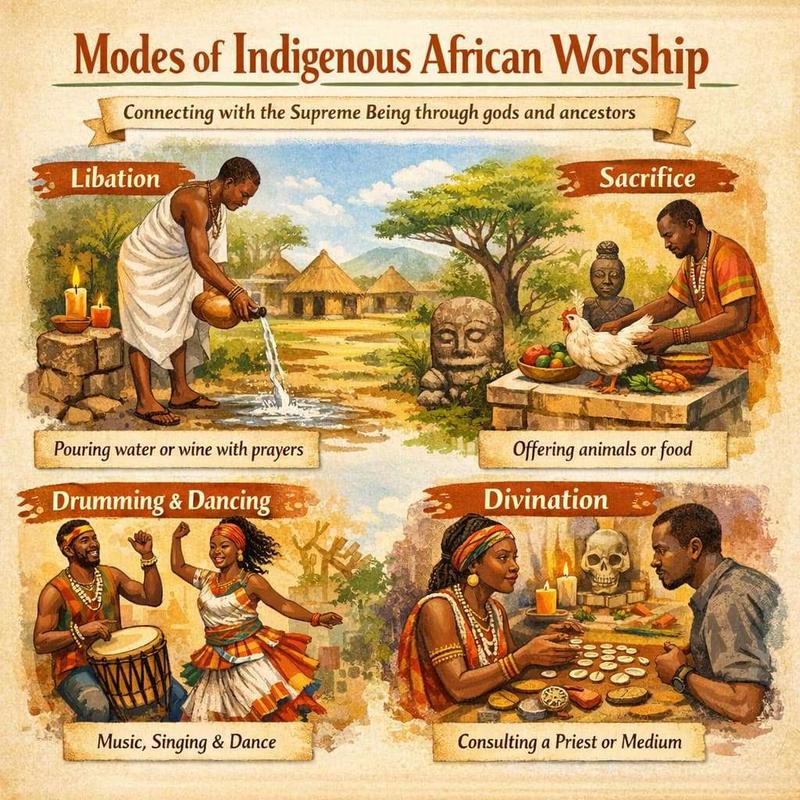 Modes of Indigenous African Worship
Connecting with the Supreme Being through gods and ancestors
Libation
Sacrifice
Pouring water or wine with prayers
Offering animals or food
Drumming & Dancing
Divination
Music, Singing & Dance
Consulting a Priest or Medium